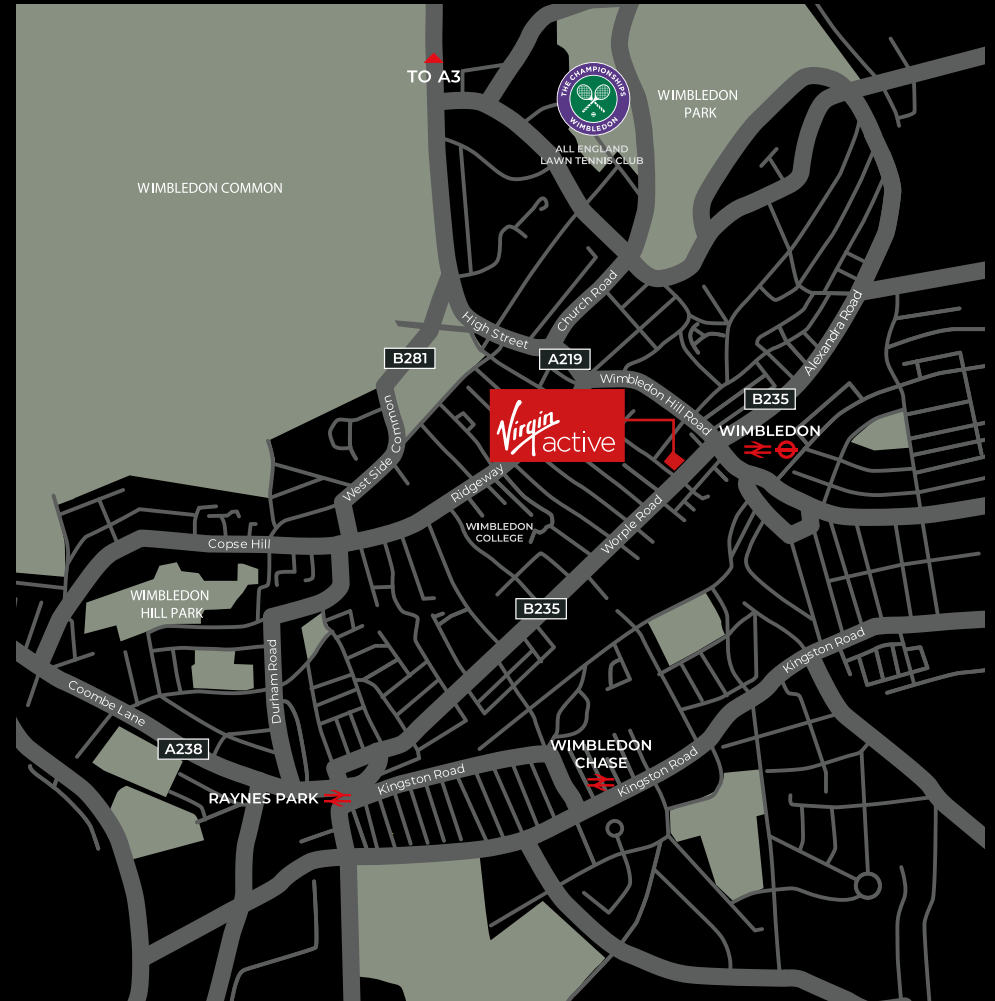 TO A3
THE CHAMPIONSHIPS
WIMBLEDON
ALL ENGLAND
LAWN TENNIS CLUB
WIMBLEDON
PARK
WIMBLEDON COMMON
Church Road
High Street
Alexandra Road
B281
A219
Wimbledon Hill Road
B235
Virgin
active
WIMBLEDON
West Side Common
Ridgeway
WIMBLEDON
COLLEGE
Worple Road
Copse Hill
WIMBLEDON
HILL PARK
B235
Kingston Road
Durham Road
Coombe Lane
A238
WIMBLEDON
CHASE
Kingston Road
Kingston Road
RAYNES PARK